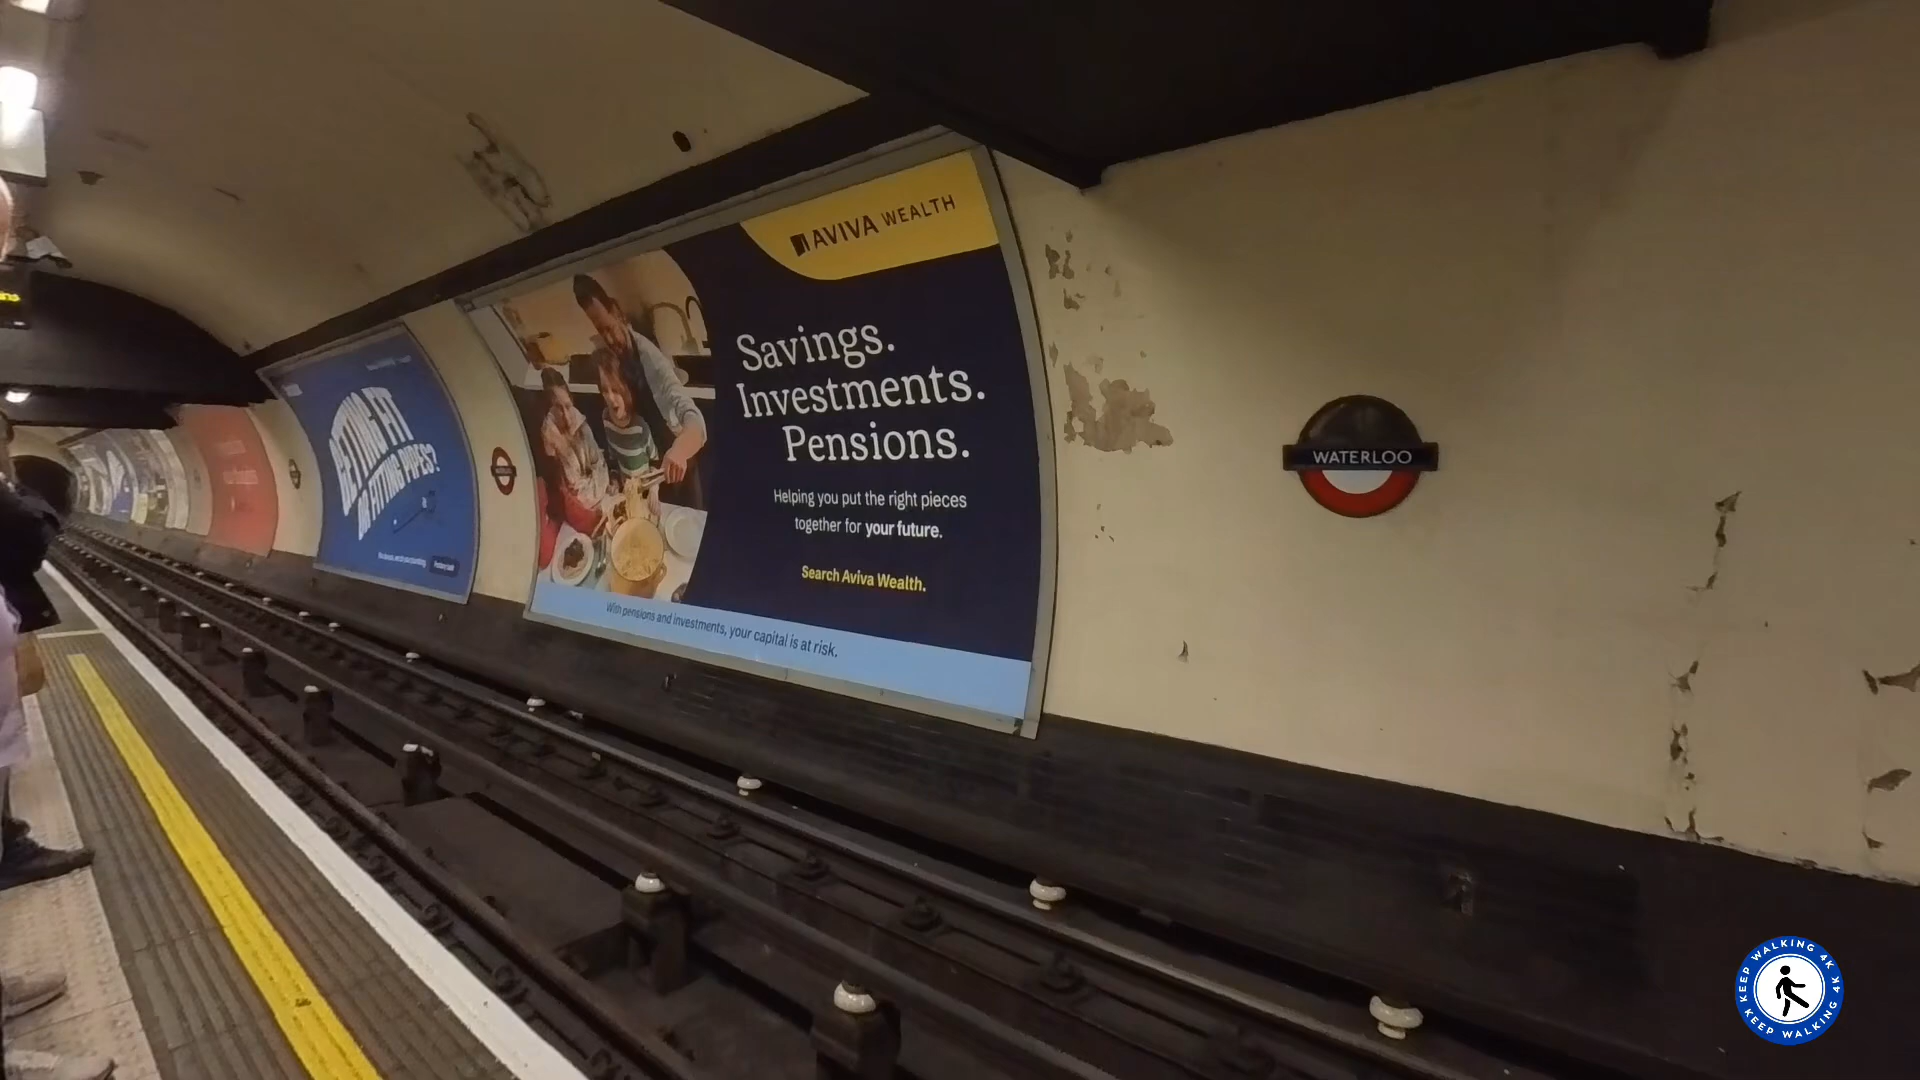 AVIVA WEALTH
Savings.
Investments.
Pensions.
Helping you put the right pieces
together for your future.
Search Aviva Wealth.
With pensions and investments, your capital is at risk.
GETTING FIT
OR FITTING PIPES?
WATERLOO
KEEP WALKING 4K
KEEP WALKING 4K